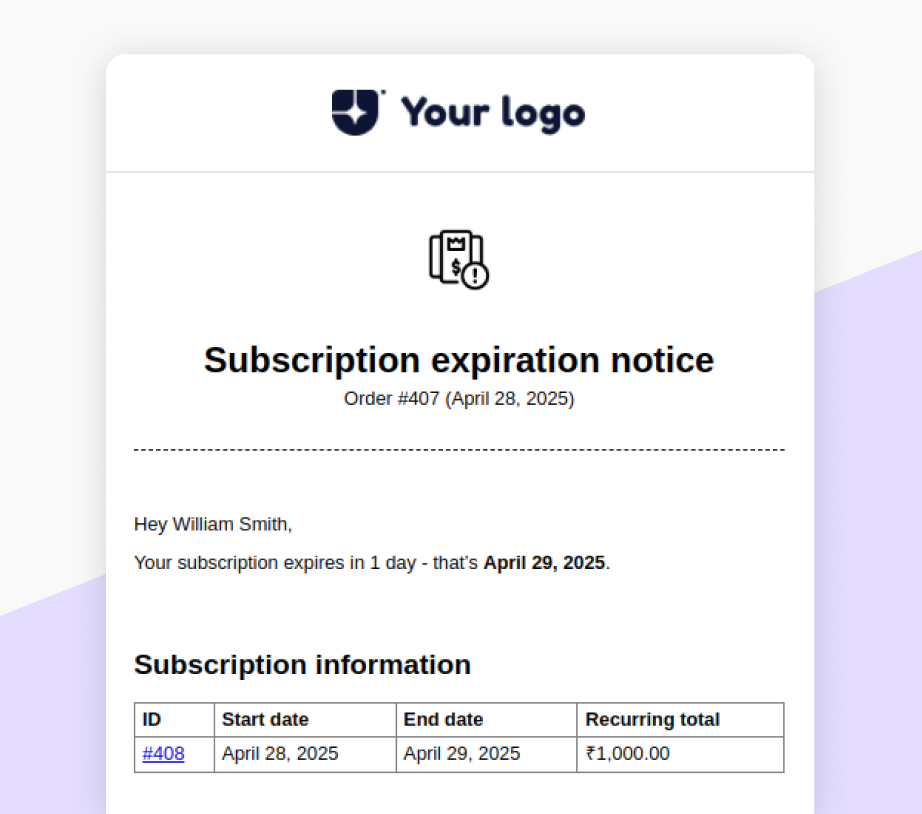 Your logo
Subscription expiration notice
Order #407 (April 28, 2025)
Hey William Smith,
Your subscription expires in 1 day - that’s April 29, 2025.
Subscription information
ID Start date End date Recurring total
#408 April 28, 2025 April 29, 2025 ₹1,000.00